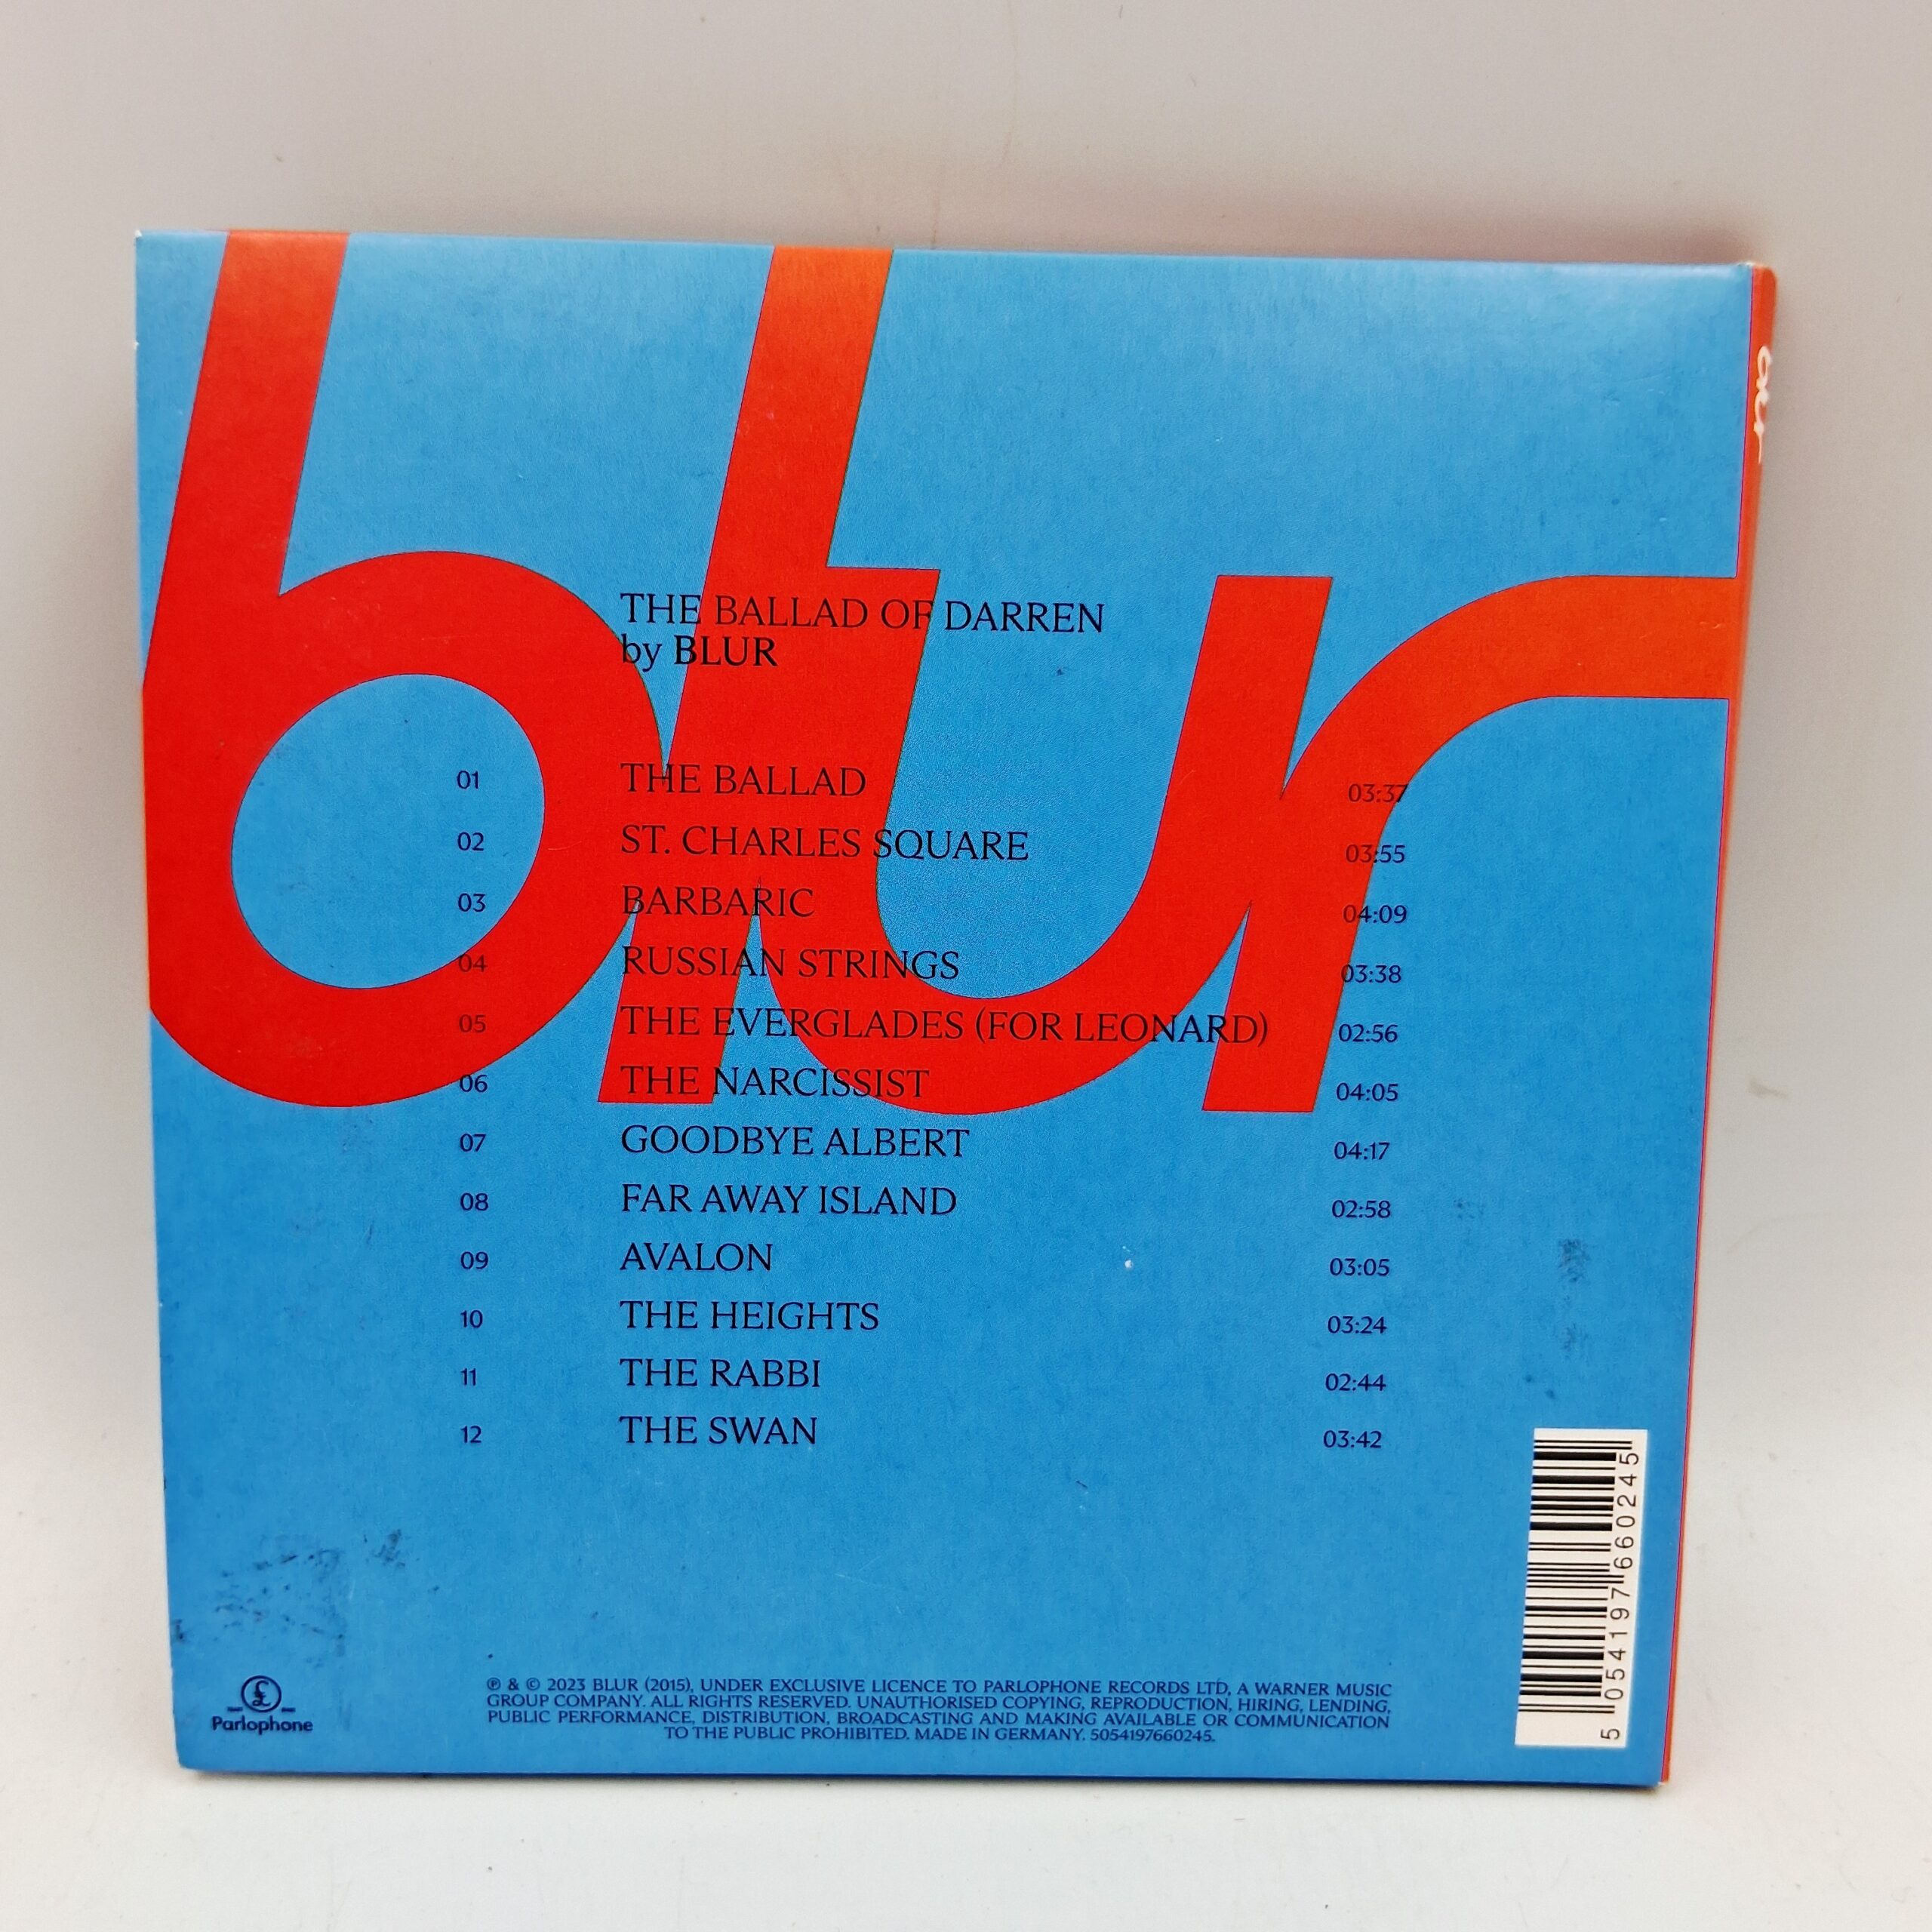 blur
THE BALLAD OF DARREN
by BLUR
01 THE BALLAD 03:37
02 ST. CHARLES SQUARE 03:55
03 BARBARIC 04:09
04 RUSSIAN STRINGS 03:38
05 THE EVERGLADES (FOR LEONARD) 02:56
06 THE NARCISSIST 04:05
07 GOODBYE ALBERT 04:17
08 FAR AWAY ISLAND 02:58
09 AVALON 03:05
10 THE HEIGHTS 03:24
11 THE RABBI 02:44
12 THE SWAN 03:42
£
Parlophone
℗ & © 2023 BLUR (2015), UNDER EXCLUSIVE LICENCE TO PARLOPHONE RECORDS LTD, A WARNER MUSIC
GROUP COMPANY. ALL RIGHTS RESERVED. UNAUTHORISED COPYING, REPRODUCTION, HIRING, LENDING,
PUBLIC PERFORMANCE, DISTRIBUTION, BROADCASTING AND MAKING AVAILABLE OR COMMUNICATION
TO THE PUBLIC PROHIBITED. MADE IN GERMANY. 5054197660245.
5 054197 660245